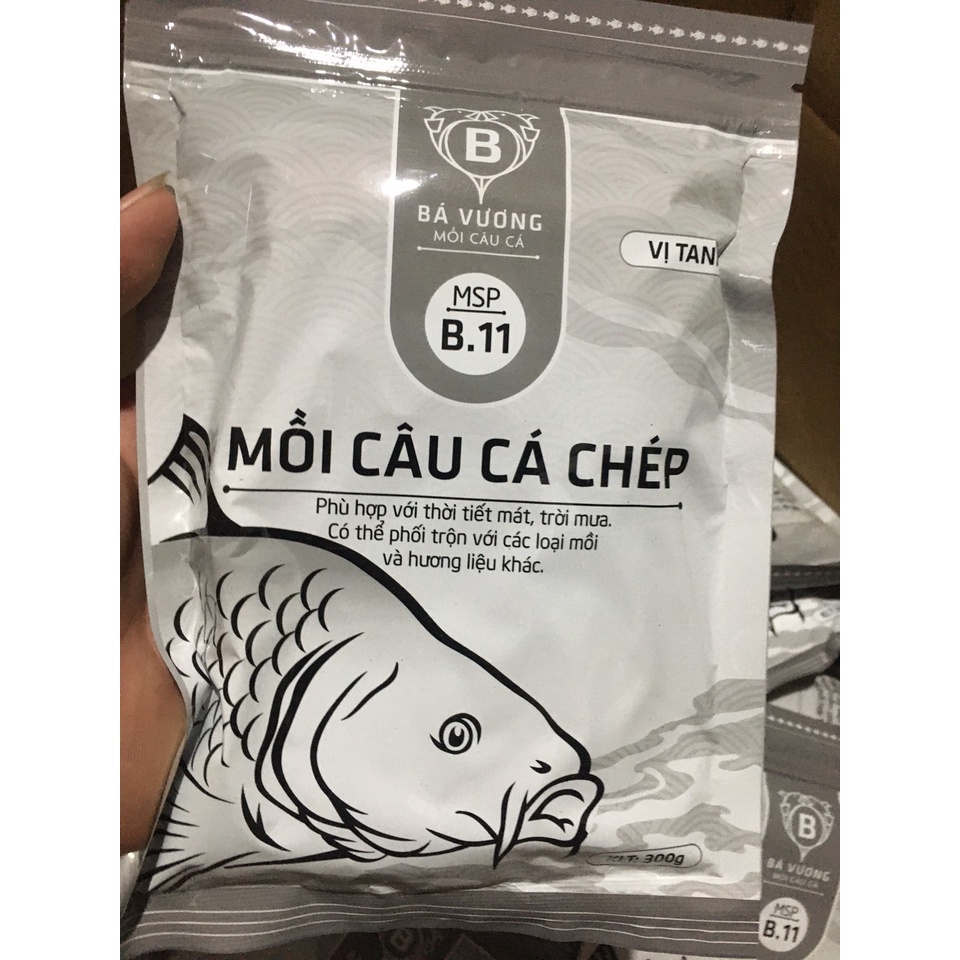 B
BÁ VƯƠNG
MỒI CÂU CÁ
VỊ TAN
MSP
B.11
MỒI CÂU CÁ CHÉP
Phù hợp với thời tiết mát, trời mưa.
Có thể phối trộn với các loại mồi
và hương liệu khác.
KLT: 300g
B
BÁ VƯƠNG
MỒI CÂU CÁ
MSP
B.11